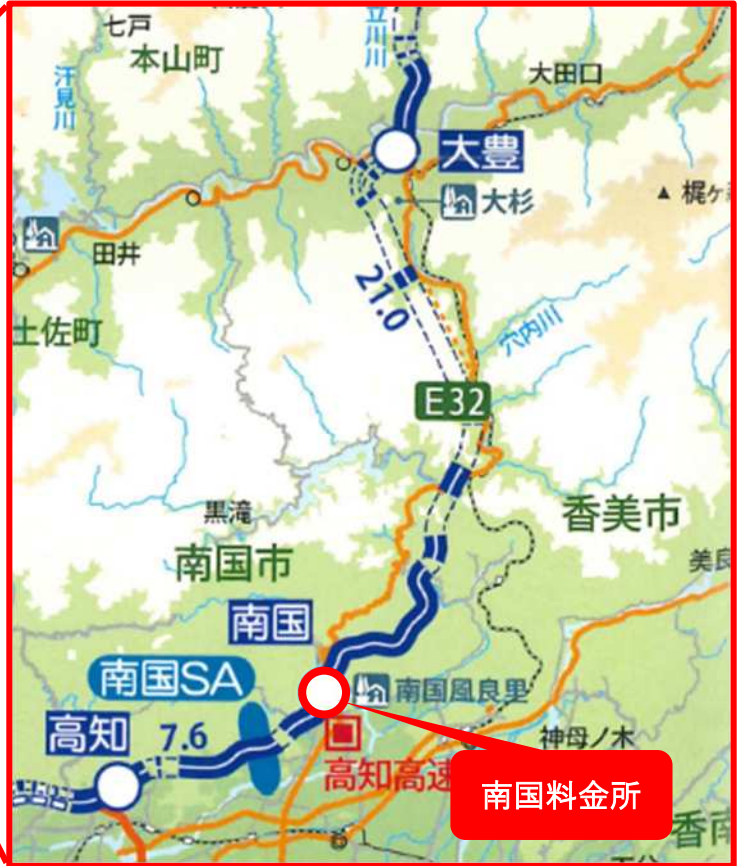 七戸
本山町
立川川
汗見川
大田口
大豊
大杉
▲ 梶ヶ
田井
21.0
土佐町
穴内川
E32
黒滝
香美市
南国市
美良
南国
南国SA
南国風良里
高知
7.6
神母ノ木
高知高速
南国料金所
香南